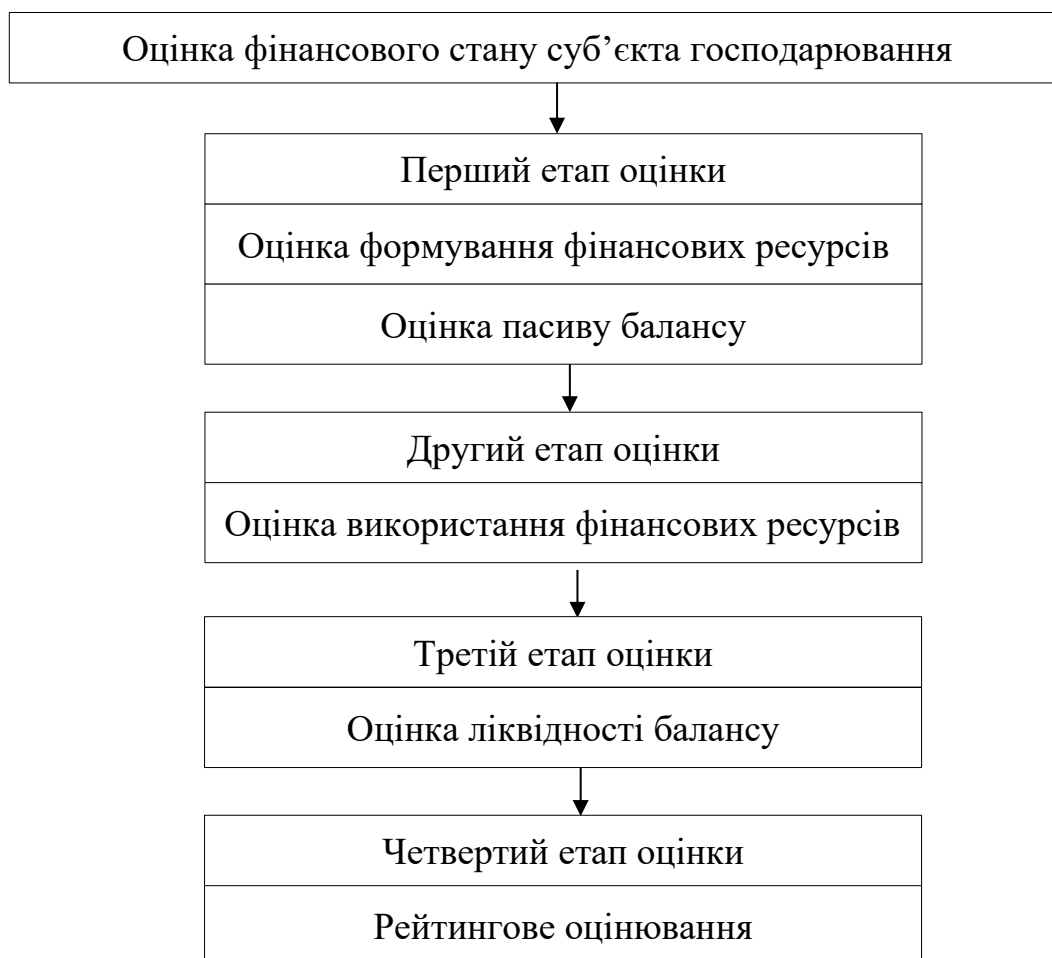 Оцінка фінансового стану суб’єкта господарювання
Перший етап оцінки
Оцінка формування фінансових ресурсів
Оцінка пасиву балансу
Другий етап оцінки
Оцінка використання фінансових ресурсів
Третій етап оцінки
Оцінка ліквідності балансу
Четвертий етап оцінки
Рейтингове оцінювання